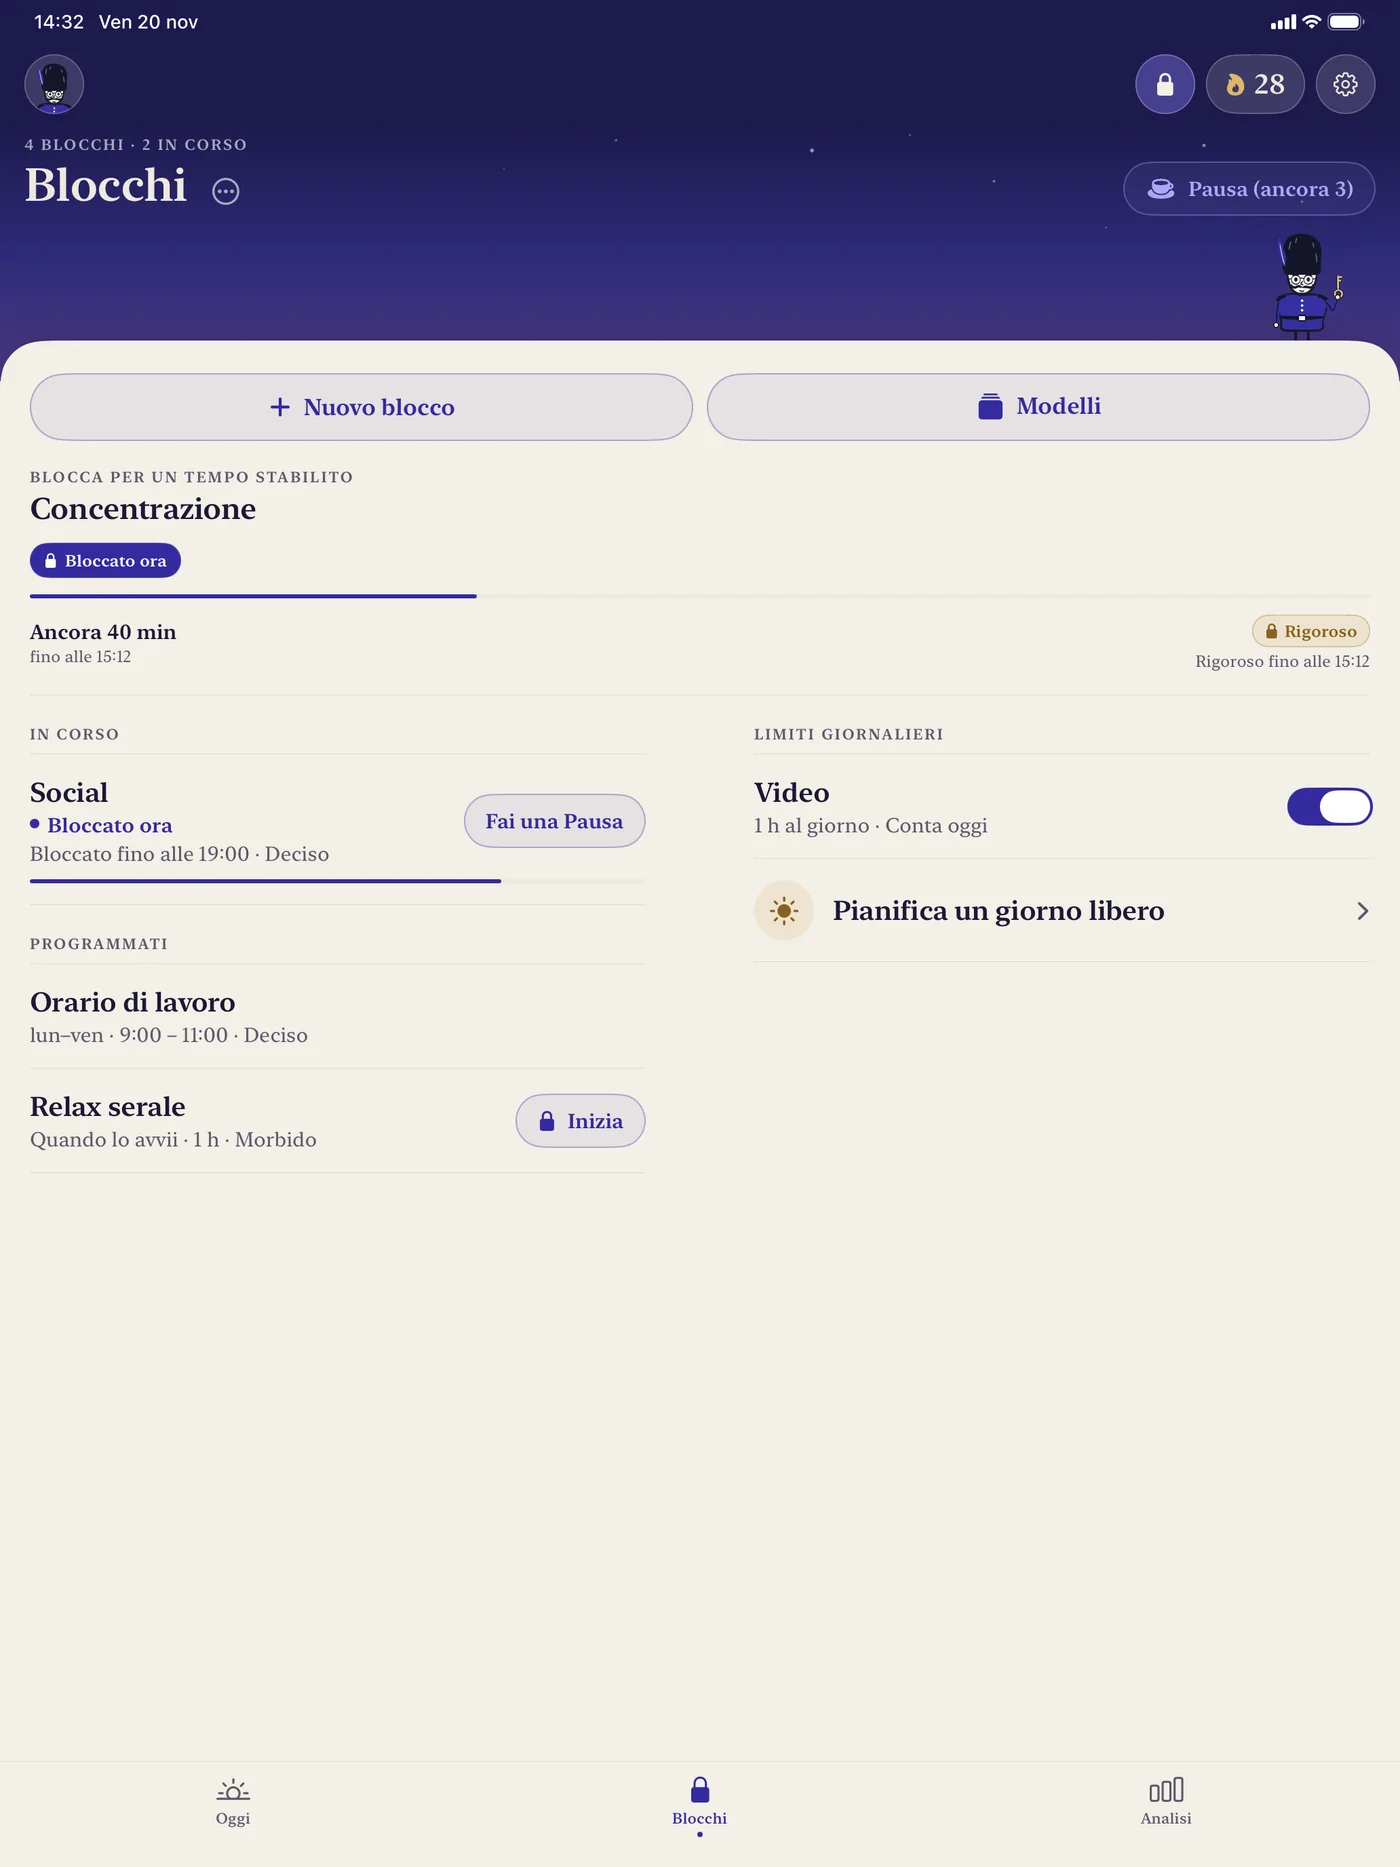 14:32 Ven 20 nov
28
4 BLOCCHI · 2 IN CORSO
Blocchi
Pausa (ancora 3)
Nuovo blocco
Modelli
BLOCCA PER UN TEMPO STABILITO
Concentrazione
Bloccato ora
Ancora 40 min
fino alle 15:12
Rigoroso
Rigoroso fino alle 15:12
IN CORSO
Social
Bloccato ora
Bloccato fino alle 19:00 · Deciso
Fai una Pausa
PROGRAMMATI
Orario di lavoro
lun–ven · 9:00 – 11:00 · Deciso
Relax serale
Quando lo avvii · 1 h · Morbido
Inizia
LIMITI GIORNALIERI
Video
1 h al giorno · Conta oggi
Pianifica un giorno libero
Oggi
Blocchi
Analisi